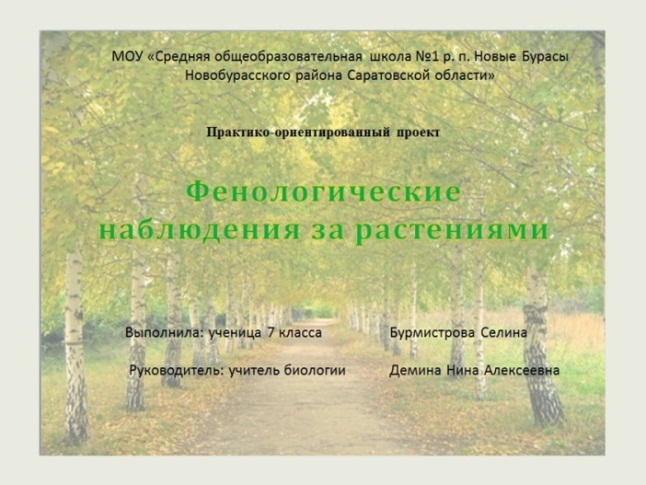 МОУ «Средняя общеобразовательная школа №1 р. п. Новые Бурасы
Новобурасского района Саратовской области»
Практико-ориентированный проект
Фенологические
наблюдения за растениями
Выполнила: ученица 7 класса Бурмистрова Селина
Руководитель: учитель биологии Демина Нина Алексеевна